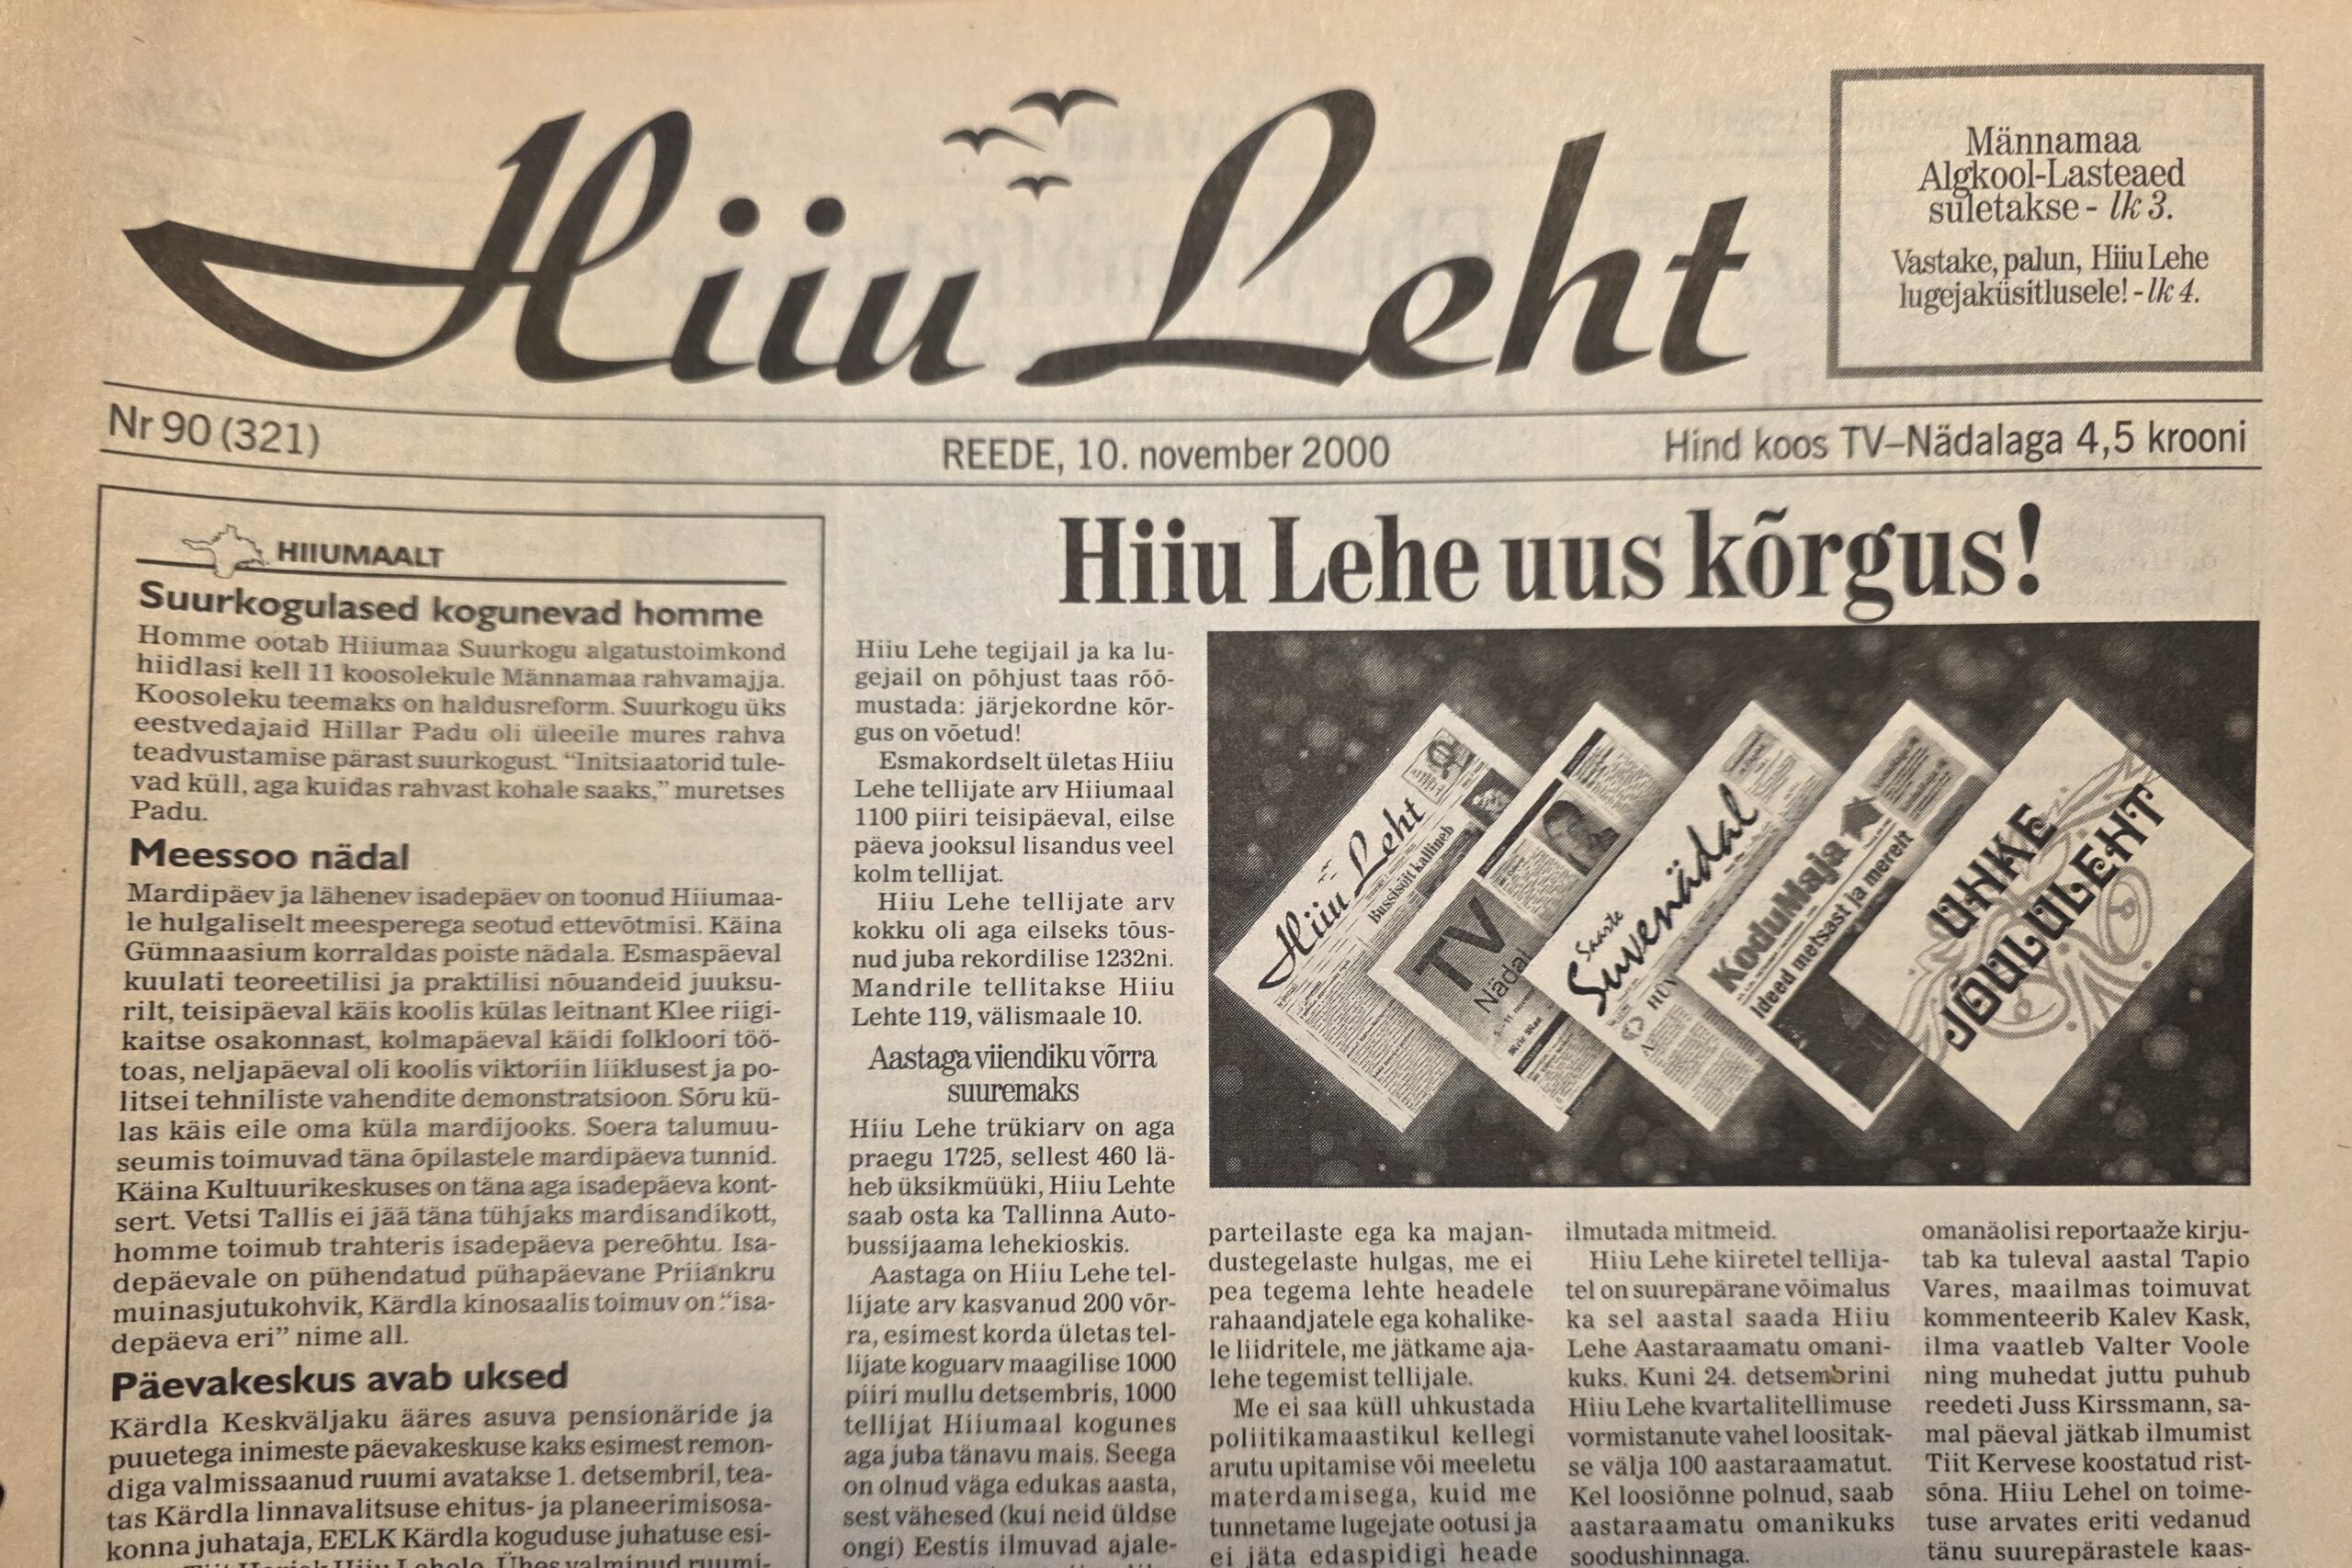 Hiiu Leht
Männamaa
Algkool-Lasteaed
suletakse - lk 3.
Vastake, palun, Hiiu Lehe
lugejaküsitlusele! - lk 4.
Nr 90 (321)
REEDE, 10. november 2000
Hind koos TV–Nädalaga 4,5 krooni
HIIUMAALT
Suurkogulased kogunevad homme
Homme ootab Hiiumaa Suurkogu algatustoimkond
hiidlasi kell 11 koosolekule Männamaa rahvamajja.
Koosoleku teemaks on haldusreform. Suurkogu üks
eestvedajaid Hillar Padu oli üleeile mures rahva
teadvustamise pärast suurkogust. “Initsiaatorid tule-
vad küll, aga kuidas rahvast kohale saaks,” muretses
Padu.
Meessoo nädal
Mardipäev ja lähenev isadepäev on toonud Hiiumaa-
le hulgaliselt meesperega seotud ettevõtmisi. Käina
Gümnaasium korraldas poiste nädala. Esmaspäeval
kuulati teoreetilisi ja praktilisi nõuandeid juuksu-
rilt, teisipäeval käis koolis külas leitnant Klee riigi-
kaitse osakonnast, kolmapäeval käidi folkloori töö-
toas, neljapäeval oli koolis viktoriin liiklusest ja po-
litsei tehniliste vahendite demonstratsioon. Sõru kü-
las käis eile oma küla mardijooks. Soera talumuu-
seumis toimuvad täna õpilastele mardipäeva tunnid.
Käina Kultuurikeskuses on täna aga isadepäeva kont-
sert. Vetsi Tallis ei jää täna tühjaks mardisandikott,
homme toimub trahteris isadepäeva pereõhtu. Isa-
depäevale on pühendatud pühapäevane Priiankru
muinasjutukohvik, Kärdla kinosaalis toimuv on “isa-
depäeva eri” nime all.
Päevakeskus avab uksed
Kärdla Keskväljaku ääres asuva pensionäride ja
puuetega inimeste päevakeskuse kaks esimest remon-
diga valmissaanud ruumi avatakse 1. detsembril, tea-
tas Kärdla linnavalitsuse ehitus- ja planeerimisosa-
konna juhataja, EELK Kärdla koguduse juhatuse esi-
Hiiu Lehele. Ühes valminud ruumi-
Hiiu Lehe uus kõrgus!
Hiiu Lehe tegijail ja ka lu-
gejail on põhjust taas rõõ-
mustada: järjekordne kõr-
gus on võetud!
Esmakordselt ületas Hiiu
Lehe tellijate arv Hiiumaal
1100 piiri teisipäeval, eilse
päeva jooksul lisandus veel
kolm tellijat.
Hiiu Lehe tellijate arv
kokku oli aga eilseks tõus-
nud juba rekordilise 1232ni.
Mandrile tellitakse Hiiu
Lehte 119, välismaale 10.
Aastaga viiendiku võrra
suuremaks
Hiiu Lehe trükiarv on aga
praegu 1725, sellest 460 lä-
heb üksikmüüki, Hiiu Lehte
saab osta ka Tallinna Auto-
bussijaama lehekioskis.
Aastaga on Hiiu Lehe tel-
lijate arv kasvanud 200 võr-
ra, esimest korda ületas tel-
lijate koguarv maagilise 1000
piiri mullu detsembris, 1000
tellijat Hiiumaal kogunes
aga juba tänavu mais. Seega
on olnud väga edukas aasta,
sest vähesed (kui neid üldse
ongi) Eestis ilmuvad ajale-
Hiiu Leht
Bussisõit kallineb
TV
Nädal
Saarte
Suvenädal
KoduMaja
Ideed metsast ja merelt
UHKE
JÕULULEHT
parteilaste ega ka majan-
dustegelaste hulgas, me ei
pea tegema lehte headele
rahaandjatele ega kohalike-
le liidritele, me jätkame aja-
lehe tegemist tellijale.
Me ei saa küll uhkustada
poliitikamaastikul kellegi
arutu upitamise või meeletu
materdamisega, kuid me
tunnetame lugejate ootusi ja
ei jäta edaspidigi heade
ilmutada mitmeid.
Hiiu Lehe kiiretel tellija-
tel on suurepärane võimalus
ka sel aastal saada Hiiu
Lehe Aastaraamatu omani-
kuks. Kuni 24. detsembrini
Hiiu Lehe kvartalitellimuse
vormistanute vahel loositak-
se välja 100 aastaraamatut.
Kel loosiõnne polnud, saab
aastaraamatu omanikuks
soodushinnaga.
omanäolisi reportaaže kirju-
tab ka tuleval aastal Tapio
Vares, maailmas toimuvat
kommenteerib Kalev Kask,
ilma vaatleb Valter Voole
ning muhedat juttu puhub
reedeti Juss Kirssmann, sa-
mal päeval jätkab ilmumist
Tiit Kervese koostatud rist-
sõna. Hiiu Lehel on toime-
tuse arvates eriti vedanud
tänu suurepärastele kaas-